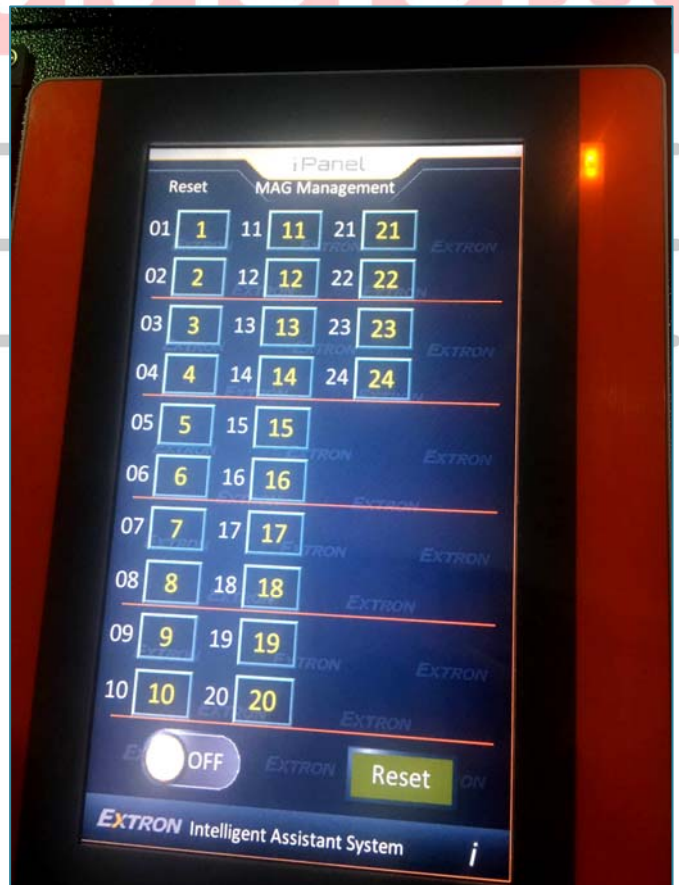 iPanel
Reset MAG Management
01 1 11 11 21 21
02 2 12 12 22 22
03 3 13 13 23 23
04 4 14 14 24 24
05 5 15 15
06 6 16 16
07 7 17 17
08 8 18 18
09 9 19 19
10 10 20 20
OFF Reset
EXTRON Intelligent Assistant System i
EXTRON